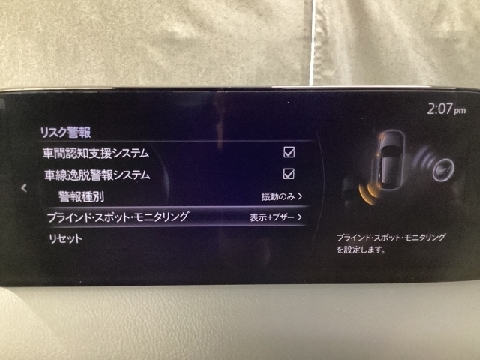 2:07 pm
リスク警報
車間認知支援システム
車線逸脱警報システム
警報種別 振動のみ
ブラインド・スポット・モニタリング 表示+ブザー
リセット
ブラインド・スポット・モニタリング
を設定します。